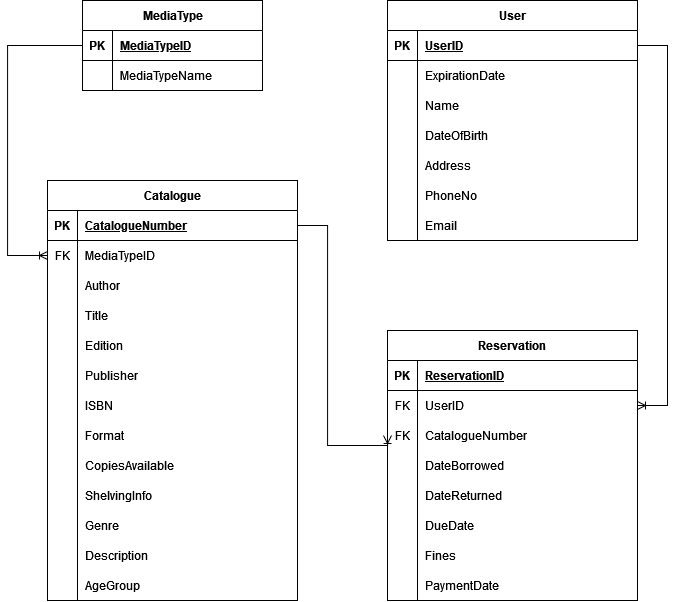 MediaType
PK MediaTypeID
MediaTypeName
User
PK UserID
ExpirationDate
Name
DateOfBirth
Address
PhoneNo
Email
Catalogue
PK CatalogueNumber
FK MediaTypeID
Author
Title
Edition
Publisher
ISBN
Format
CopiesAvailable
ShelvingInfo
Genre
Description
AgeGroup
Reservation
PK ReservationID
FK UserID
FK CatalogueNumber
DateBorrowed
DateReturned
DueDate
Fines
PaymentDate